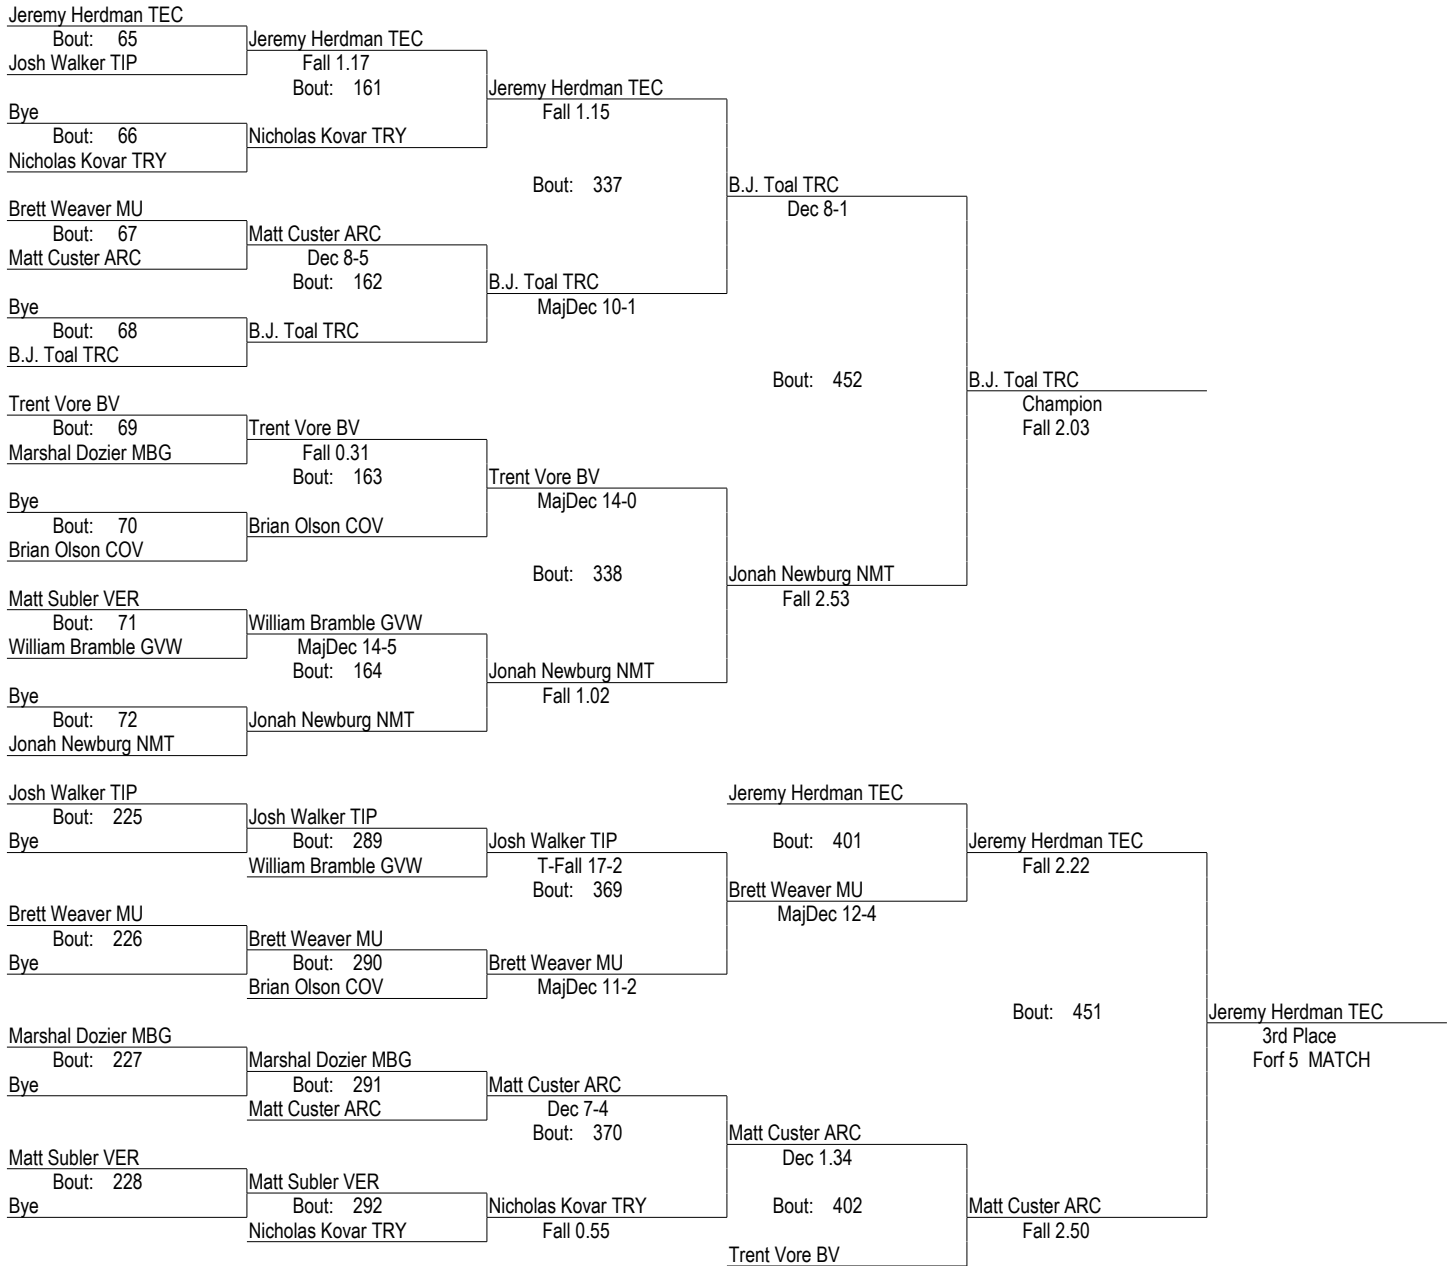 Jeremy Herdman TEC
Bout: 65
Josh Walker TIP
Jeremy Herdman TEC
Fall 1.17
Bout: 161
Jeremy Herdman TEC
Fall 1.15
Bye
Bout: 66
Nicholas Kovar TRY
Nicholas Kovar TRY
Bout: 337
B.J. Toal TRC
Dec 8-1
Brett Weaver MU
Bout: 67
Matt Custer ARC
Matt Custer ARC
Dec 8-5
Bout: 162
B.J. Toal TRC
MajDec 10-1
Bye
Bout: 68
B.J. Toal TRC
B.J. Toal TRC
Bout: 452
B.J. Toal TRC
Champion
Fall 2.03
Trent Vore BV
Bout: 69
Marshal Dozier MBG
Trent Vore BV
Fall 0.31
Bout: 163
Trent Vore BV
MajDec 14-0
Bye
Bout: 70
Brian Olson COV
Brian Olson COV
Bout: 338
Jonah Newburg NMT
Fall 2.53
Matt Subler VER
Bout: 71
William Bramble GVW
William Bramble GVW
MajDec 14-5
Bout: 164
Jonah Newburg NMT
Fall 1.02
Bye
Bout: 72
Jonah Newburg NMT
Jonah Newburg NMT
Josh Walker TIP
Bout: 225
Bye
Josh Walker TIP
Bout: 289
William Bramble GVW
Josh Walker TIP
T-Fall 17-2
Bout: 369
Jeremy Herdman TEC
Bout: 401
Brett Weaver MU
MajDec 12-4
Jeremy Herdman TEC
Fall 2.22
Brett Weaver MU
Bout: 226
Bye
Brett Weaver MU
Bout: 290
Brian Olson COV
Brett Weaver MU
MajDec 11-2
Bout: 451
Jeremy Herdman TEC
3rd Place
Forf 5 MATCH
Marshal Dozier MBG
Bout: 227
Bye
Marshal Dozier MBG
Bout: 291
Matt Custer ARC
Matt Custer ARC
Dec 7-4
Bout: 370
Matt Custer ARC
Dec 1.34
Bout: 402
Trent Vore BV
Matt Custer ARC
Fall 2.50
Matt Subler VER
Bout: 228
Bye
Matt Subler VER
Bout: 292
Nicholas Kovar TRY
Nicholas Kovar TRY
Fall 0.55